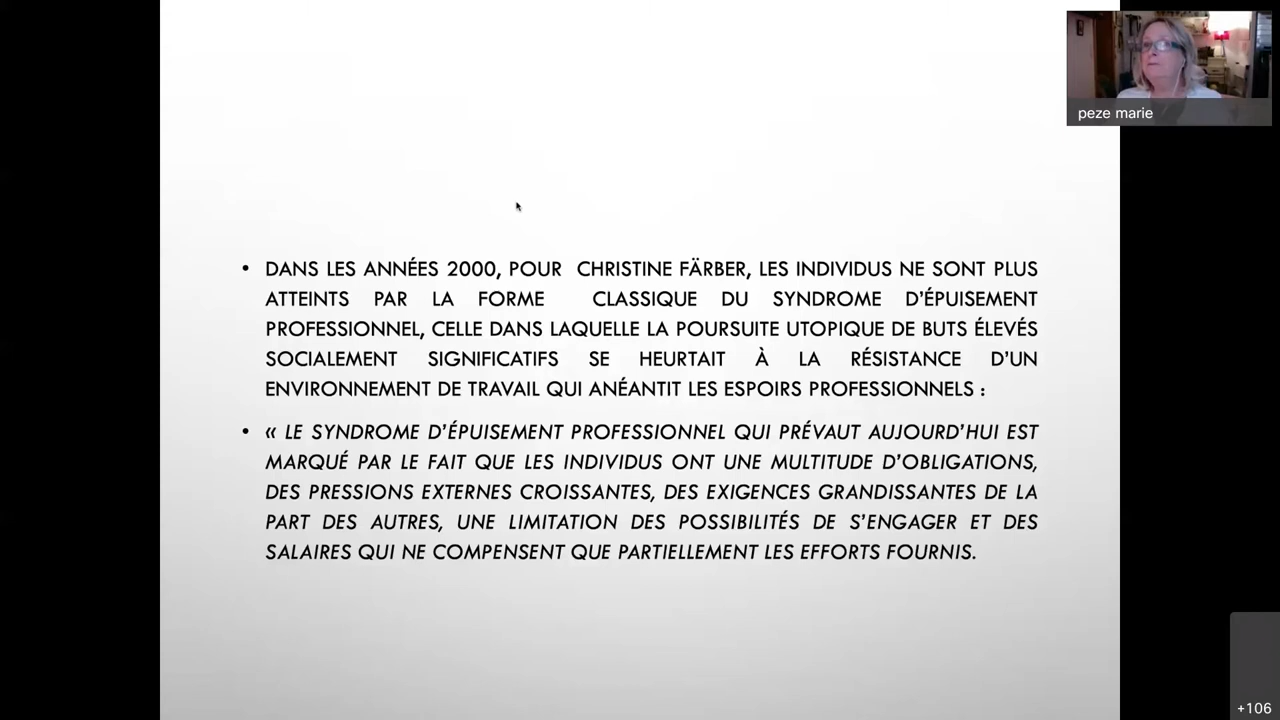 peze marie
• DANS LES ANNÉES 2000, POUR CHRISTINE FÄRBER, LES INDIVIDUS NE SONT PLUS
ATTEINTS PAR LA FORME CLASSIQUE DU SYNDROME D'ÉPUISEMENT
PROFESSIONNEL, CELLE DANS LAQUELLE LA POURSUITE UTOPIQUE DE BUTS ÉLEVÉS
SOCIALEMENT SIGNIFICATIFS SE HEURTAIT À LA RÉSISTANCE D'UN
ENVIRONNEMENT DE TRAVAIL QUI ANÉANTIT LES ESPOIRS PROFESSIONNELS :
• « LE SYNDROME D'ÉPUISEMENT PROFESSIONNEL QUI PRÉVAUT AUJOURD'HUI EST
MARQUÉ PAR LE FAIT QUE LES INDIVIDUS ONT UNE MULTITUDE D'OBLIGATIONS,
DES PRESSIONS EXTERNES CROISSANTES, DES EXIGENCES GRANDISSANTES DE LA
PART DES AUTRES, UNE LIMITATION DES POSSIBILITÉS DE S'ENGAGER ET DES
SALAIRES QUI NE COMPENSENT QUE PARTIELLEMENT LES EFFORTS FOURNIS.
+106